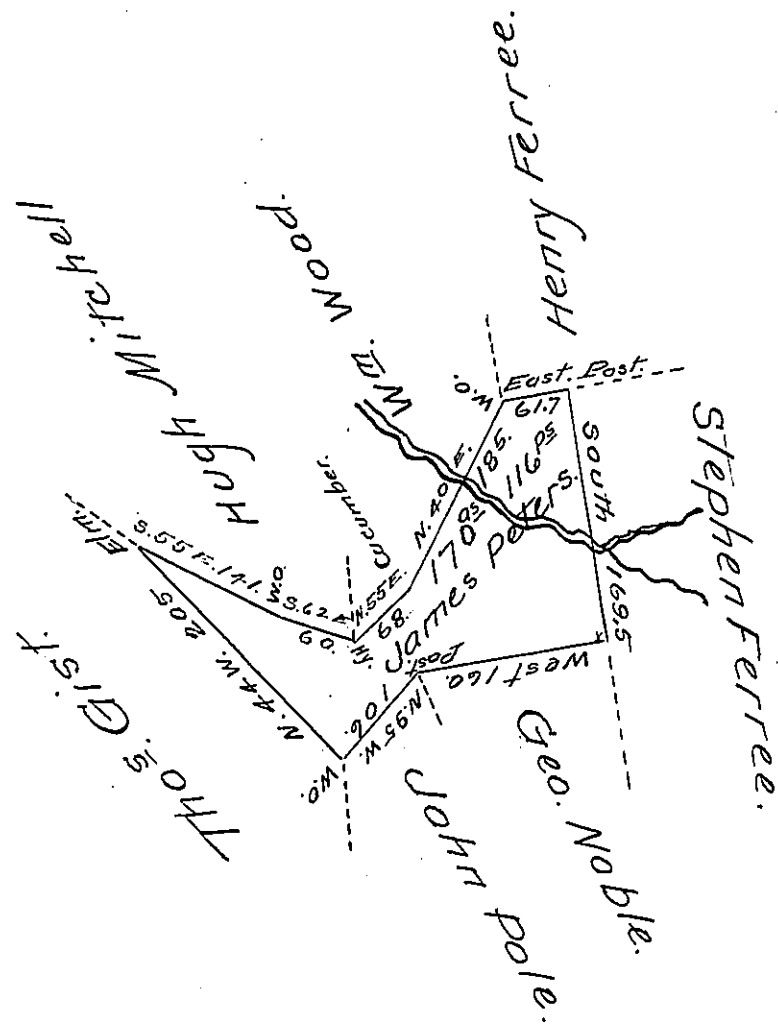 Henry Ferree.
Wm. Wood.
Hugh Mitchell
Stephen Ferree.
W.O.
East. Post.
61.7
South 169.5
N. 40 E. 185.
170 as 116 ps
James Peters.
Cucumber.
N. 55 E.
68.
Elm.
S. 55 E. 141.
W.O.
S. 62
60.
Post.
West 160.
N. 44 W. 205
106.
N. 95 W.
W.O.
Thos. Gist.
Geo. Noble.
John Pole.